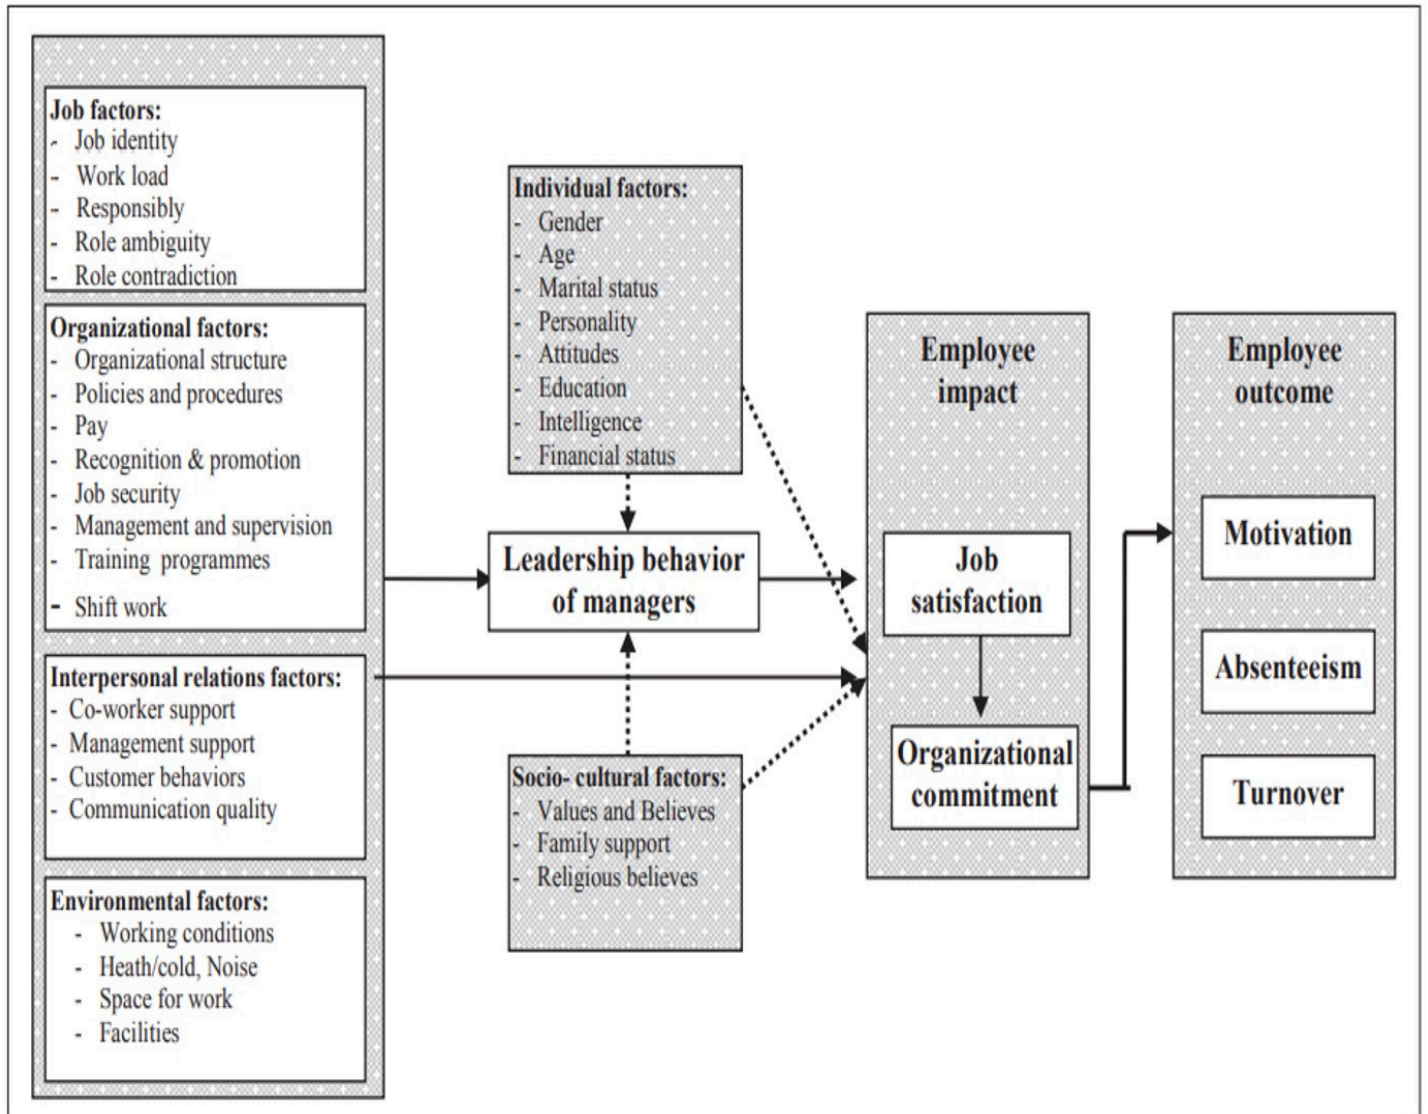 Job factors:
- Job identity
- Work load
- Responsibly
- Role ambiguity
- Role contradiction
Organizational factors:
- Organizational structure
- Policies and procedures
- Pay
- Recognition & promotion
- Job security
- Management and supervision
- Training programmes
- Shift work
Interpersonal relations factors:
- Co-worker support
- Management support
- Customer behaviors
- Communication quality
Environmental factors:
- Working conditions
- Heath/cold, Noise
- Space for work
- Facilities
Individual factors:
- Gender
- Age
- Marital status
- Personality
- Attitudes
- Education
- Intelligence
- Financial status
Leadership behavior
of managers
Socio- cultural factors:
- Values and Believes
- Family support
- Religious believes
Employee
impact
Job
satisfaction
Organizational
commitment
Employee
outcome
Motivation
Absenteeism
Turnover